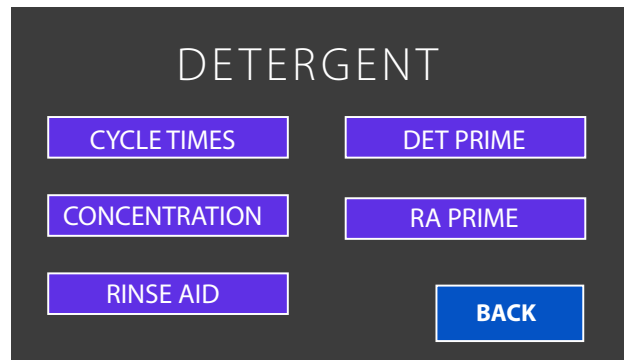 DETERGENT
CYCLE TIMES
DET PRIME
CONCENTRATION
RA PRIME
RINSE AID
BACK